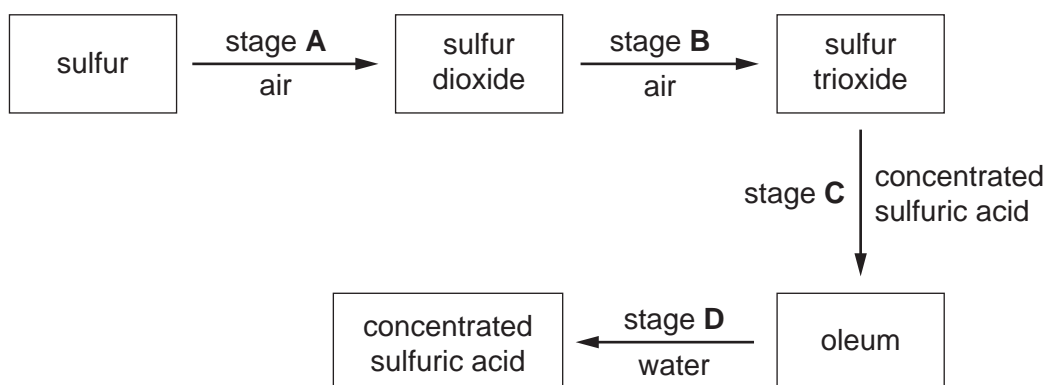 sulfur
stage A
air
sulfur
dioxide
stage B
air
sulfur
trioxide
stage C
concentrated
sulfuric acid
oleum
stage D
water
concentrated
sulfuric acid